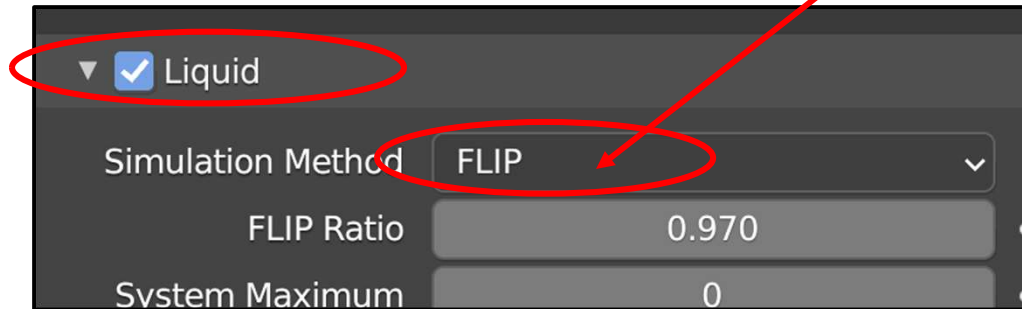 Liquid
Simulation Method FLIP
FLIP Ratio 0.970
System Maximum 0